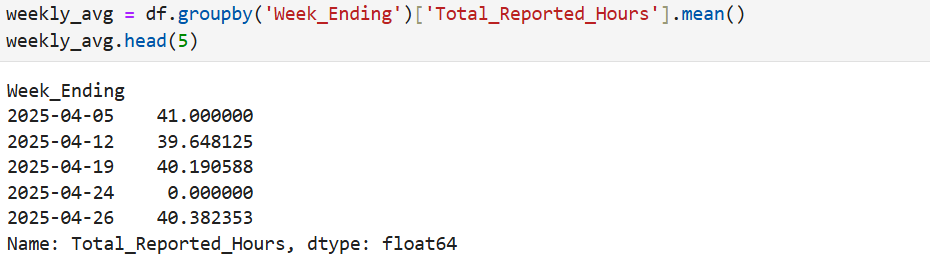 weekly_avg = df.groupby('Week_Ending')['Total_Reported_Hours'].mean()
weekly_avg.head(5)
Week_Ending
2025-04-05    41.000000
2025-04-12    39.648125
2025-04-19    40.190588
2025-04-24     0.000000
2025-04-26    40.382353
Name: Total_Reported_Hours, dtype: float64